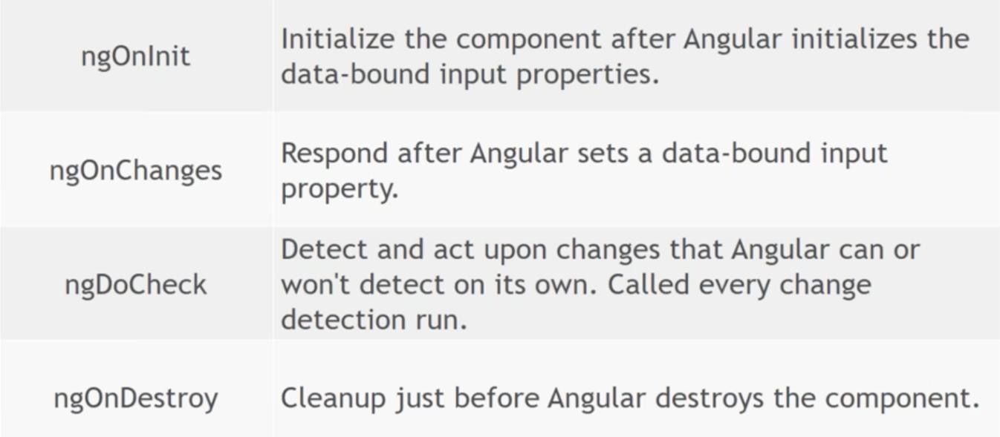 ngOnInit
Initialize the component after Angular initializes the
data-bound input properties.
ngOnChanges
Respond after Angular sets a data-bound input
property.
ngDoCheck
Detect and act upon changes that Angular can or
won't detect on its own. Called every change
detection run.
ngOnDestroy
Cleanup just before Angular destroys the component.